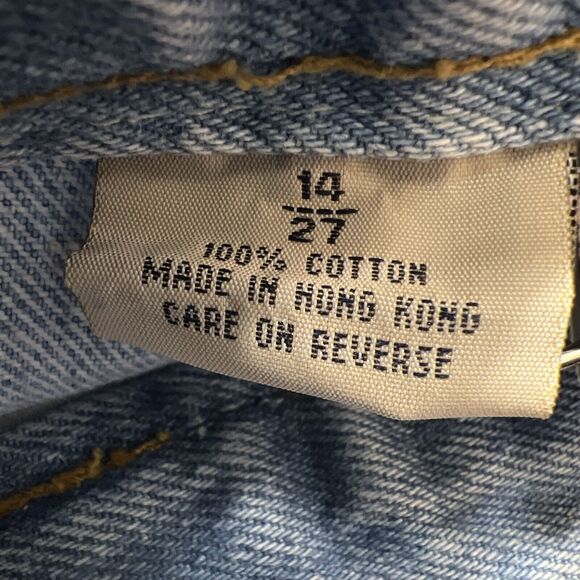 14
27
100% COTTON
MADE IN HONG KONG
CARE ON REVERSE